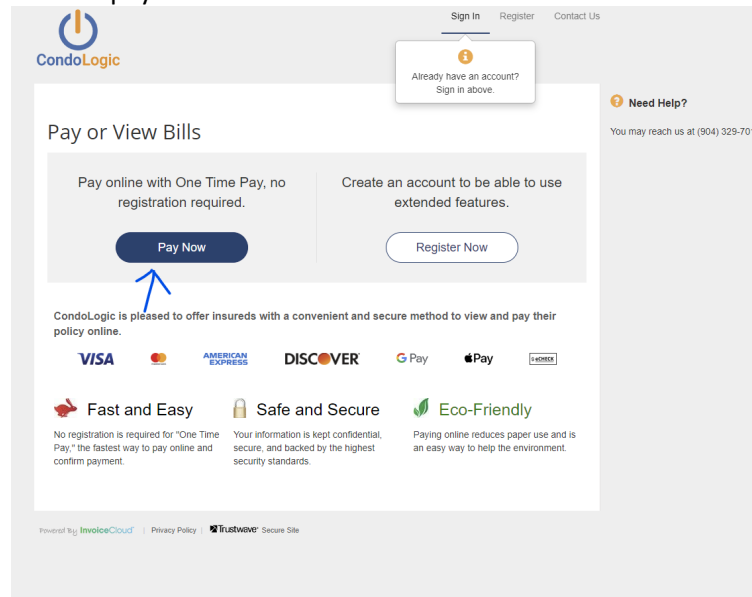 Sign In Register Contact Us
CondoLogic
Already have an account?
Sign in above.
Need Help?
You may reach us at (904) 329-701
Pay or View Bills
Pay online with One Time Pay, no
registration required.
Pay Now
Create an account to be able to use
extended features.
Register Now
CondoLogic is pleased to offer insureds with a convenient and secure method to view and pay their
policy online.
VISA AMERICAN EXPRESS DISCOVER G Pay Pay eCHECK
Fast and Easy
No registration is required for "One Time
Pay," the fastest way to pay online and
confirm payment.
Safe and Secure
Your information is kept confidential,
secure, and backed by the highest
security standards.
Eco-Friendly
Paying online reduces paper use and is
an easy way to help the environment.
Powered By InvoiceCloud | Privacy Policy | Trustwave Secure Site